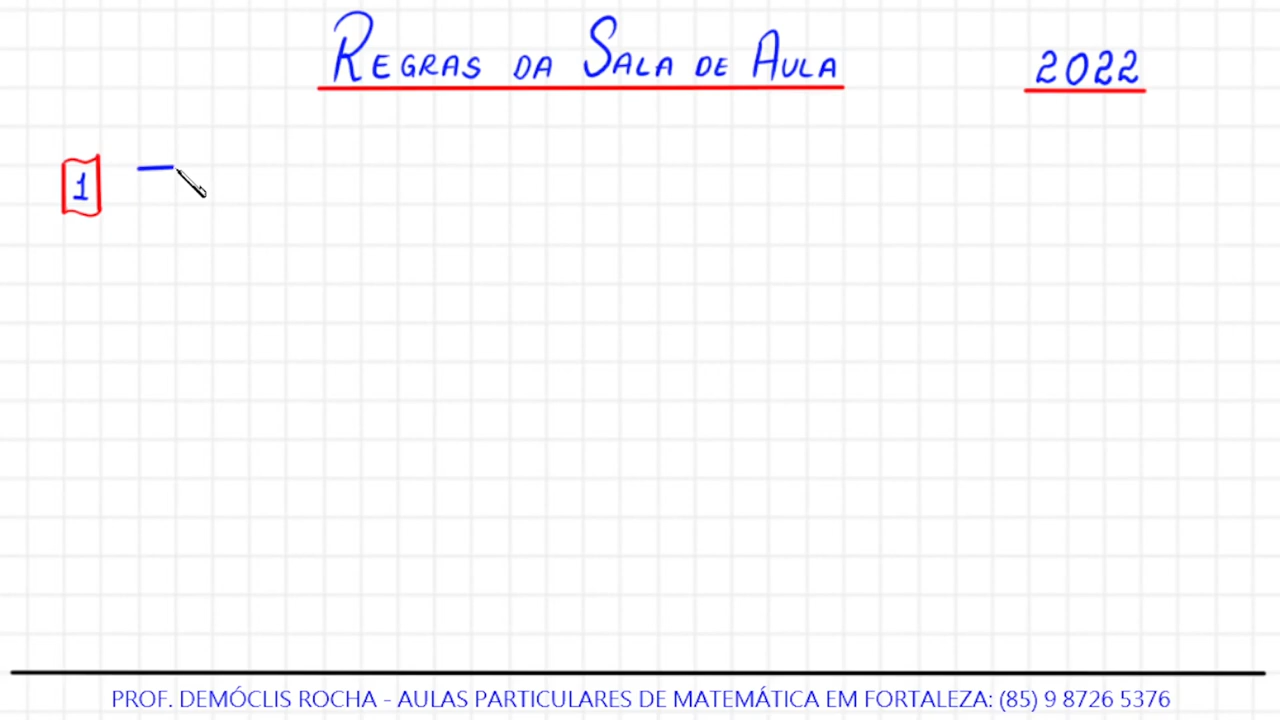 REGRAS DA SALA DE AULA 2022
1
PROF. DEMÓCLIS ROCHA - AULAS PARTICULARES DE MATEMÁTICA EM FORTALEZA: (85) 9 8726 5376